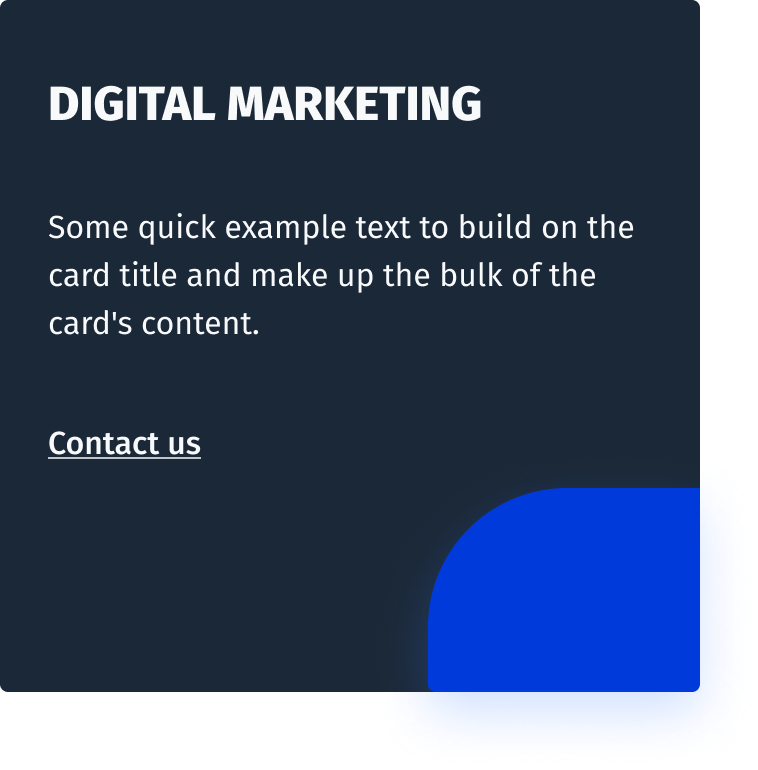 DIGITAL MARKETING
Some quick example text to build on the
card title and make up the bulk of the
card's content.
Contact us